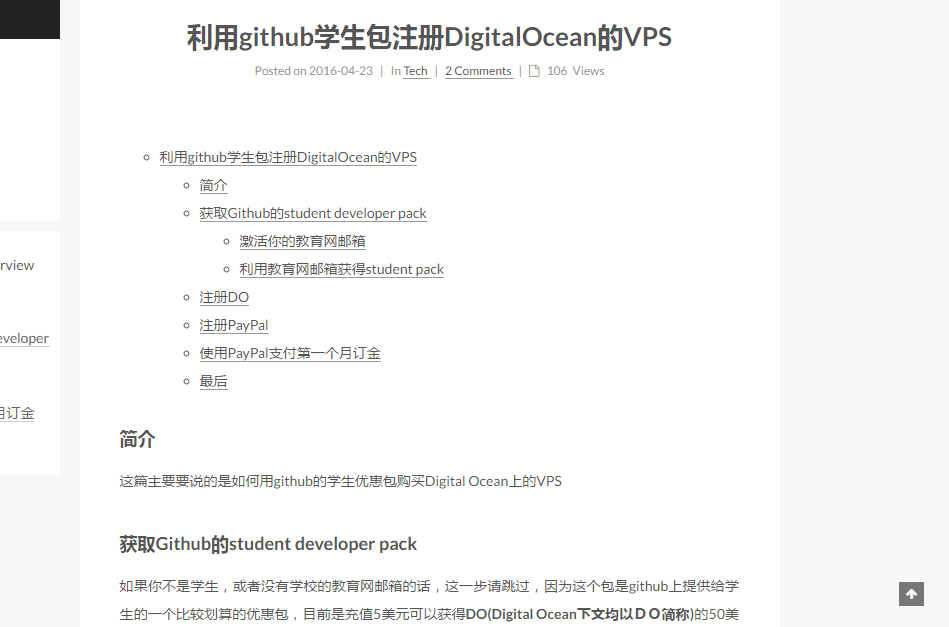 利用github学生包注册DigitalOcean的VPS
Posted on 2016-04-23 | In Tech | 2 Comments | 106 Views
利用github学生包注册DigitalOcean的VPS
简介
获取Github的student developer pack
激活你的教育网邮箱
利用教育网邮箱获得student pack
注册DO
注册PayPal
使用PayPal支付第一个月订金
最后
rview
eveloper
月订金
简介
这篇主要要说的是如何用github的学生优惠包购买Digital Ocean上的VPS
获取Github的student developer pack
如果你不是学生，或者没有学校的教育网邮箱的话，这一步请跳过，因为这个包是github上提供给学
生的一个比较划算的优惠包，目前是充值5美元可以获得DO(Digital Ocean下文均以ＤＯ简称)的50美